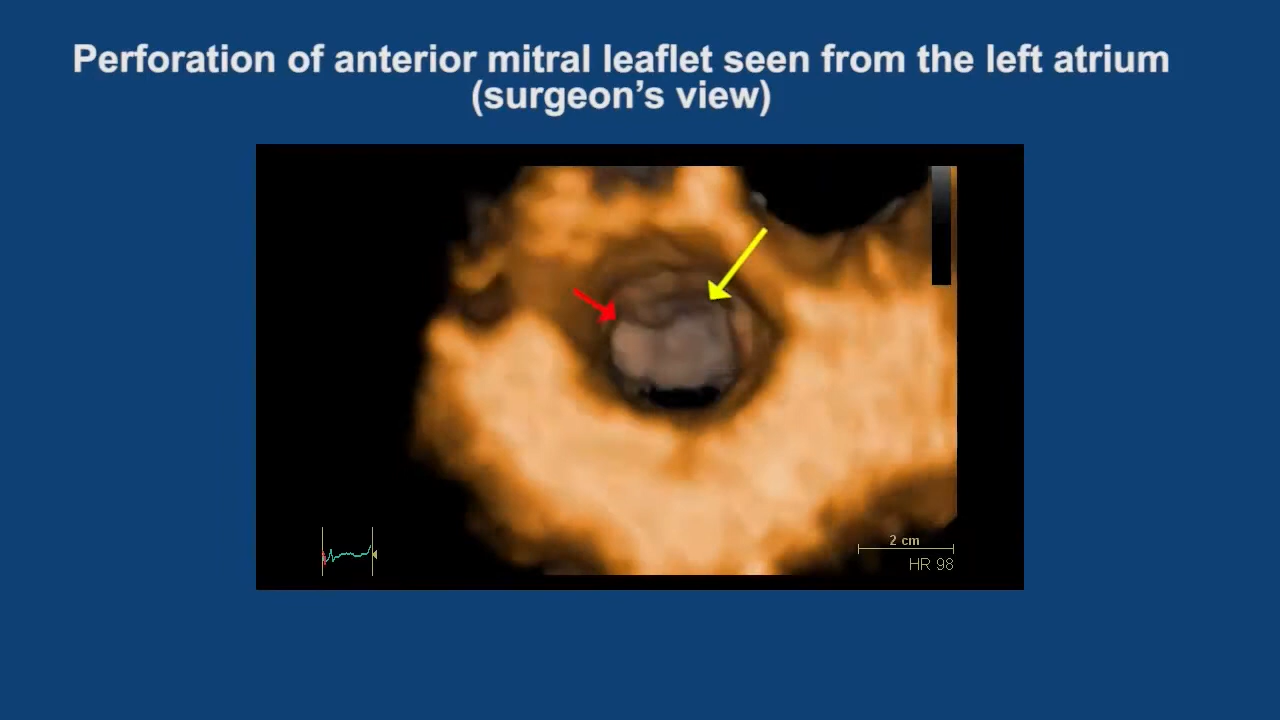 Perforation of anterior mitral leaflet seen from the left atrium
(surgeon’s view)
2 cm
HR 98